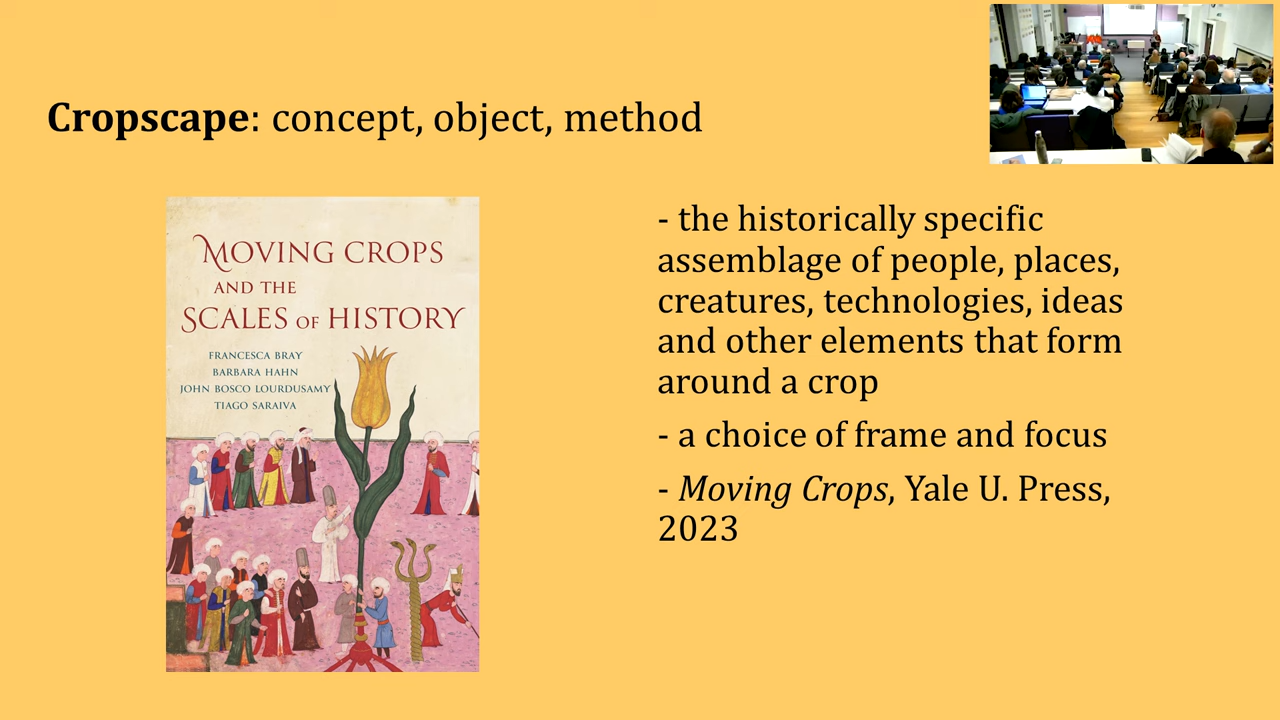 Cropscape: concept, object, method
MOVING CROPS
AND THE
SCALES OF HISTORY
FRANCESCA BRAY
BARBARA HAHN
JOHN BOSCO LOURDUSAMY
TIAGO SARAIVA
- the historically specific
assemblage of people, places,
creatures, technologies, ideas
and other elements that form
around a crop
- a choice of frame and focus
- Moving Crops, Yale U. Press,
2023